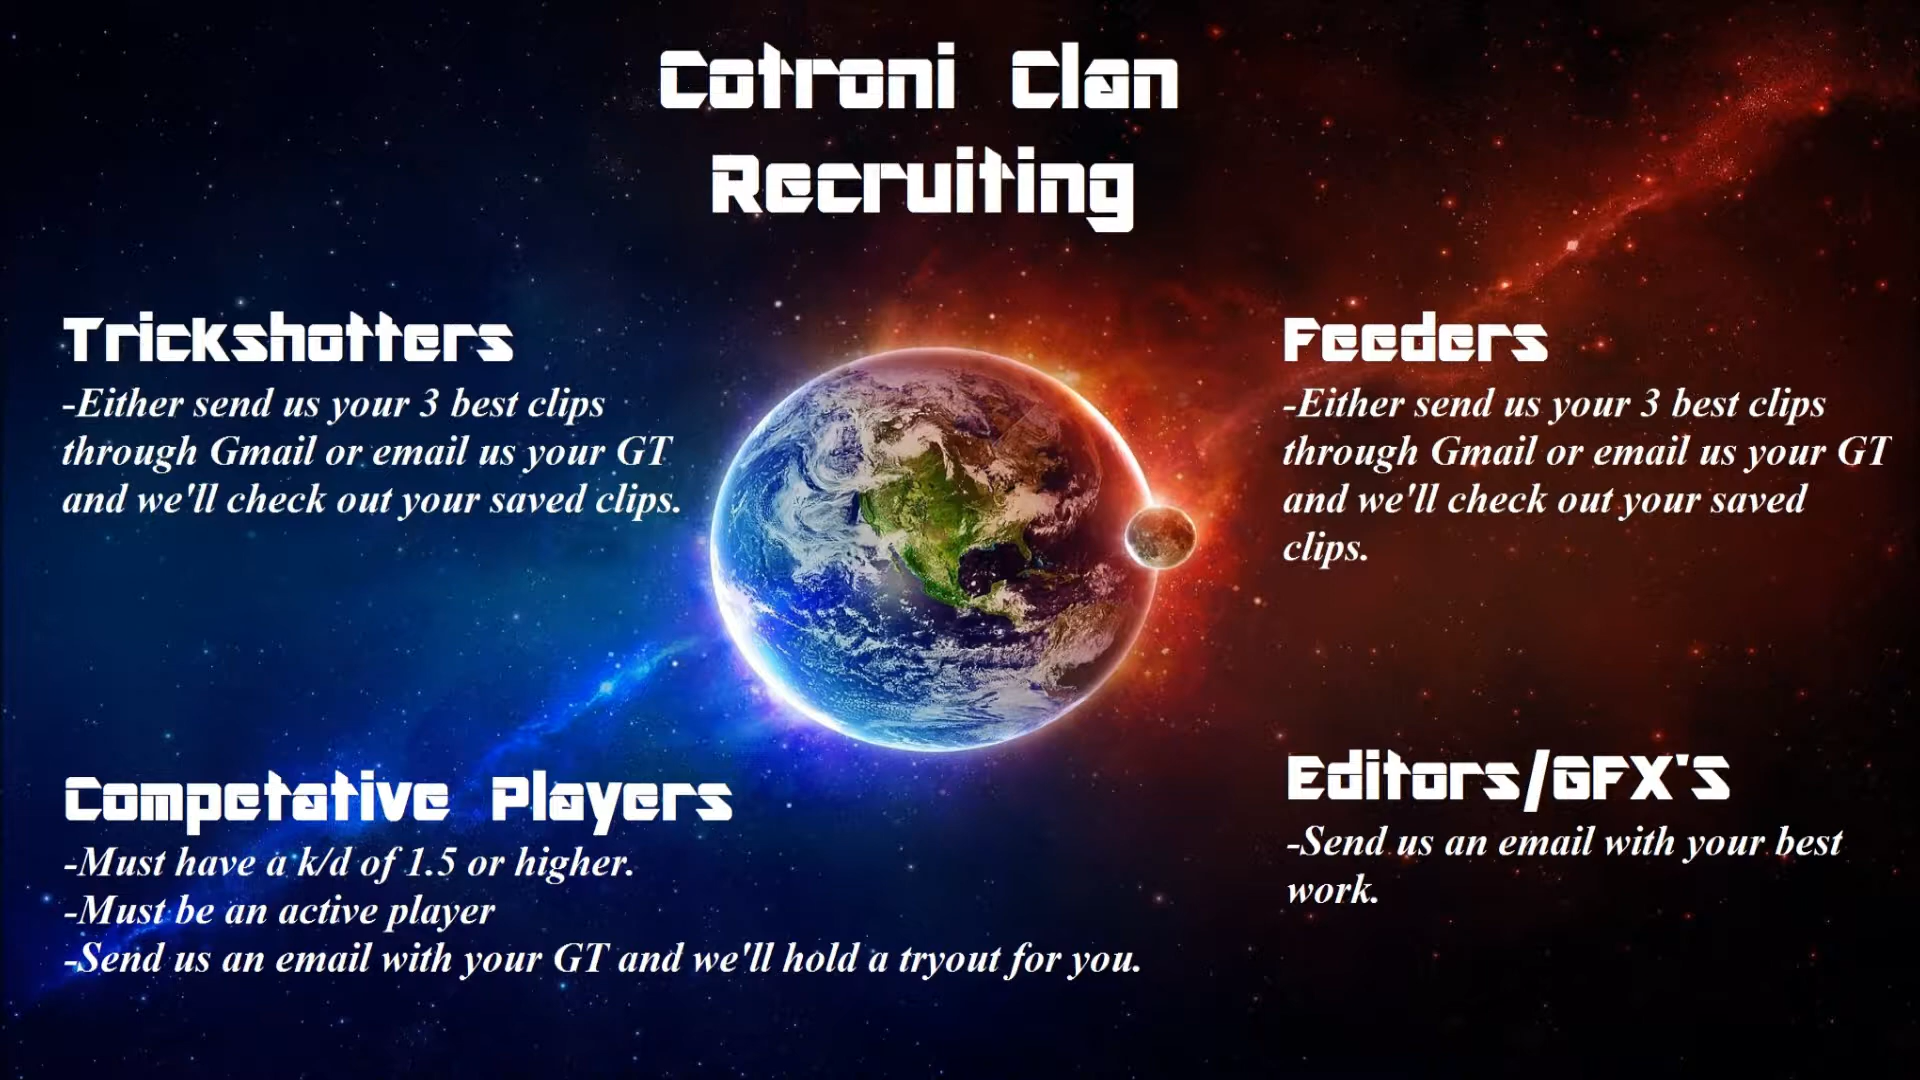 Cotroni Clan
Recruiting
Trickshotters
-Either send us your 3 best clips
through Gmail or email us your GT
and we'll check out your saved clips.
Feeders
-Either send us your 3 best clips
through Gmail or email us your GT
and we'll check out your saved
clips.
Competative Players
-Must have a k/d of 1.5 or higher.
-Must be an active player
-Send us an email with your GT and we'll hold a tryout for you.
Editors/GFX'S
-Send us an email with your best
work.